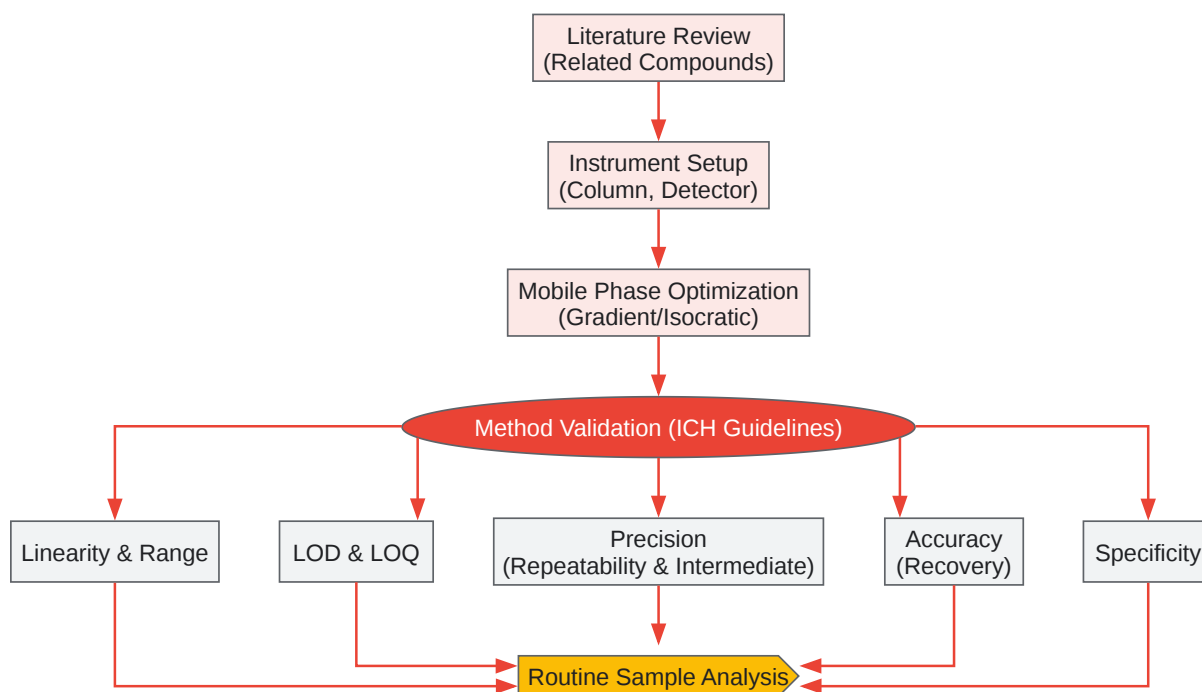 Literature Review
(Related Compounds)
Instrument Setup
(Column, Detector)
Mobile Phase Optimization
(Gradient/Isocratic)
Method Validation (ICH Guidelines)
Linearity & Range
LOD & LOQ
Precision
(Repeatability & Intermediate)
Accuracy
(Recovery)
Specificity
Routine Sample Analysis